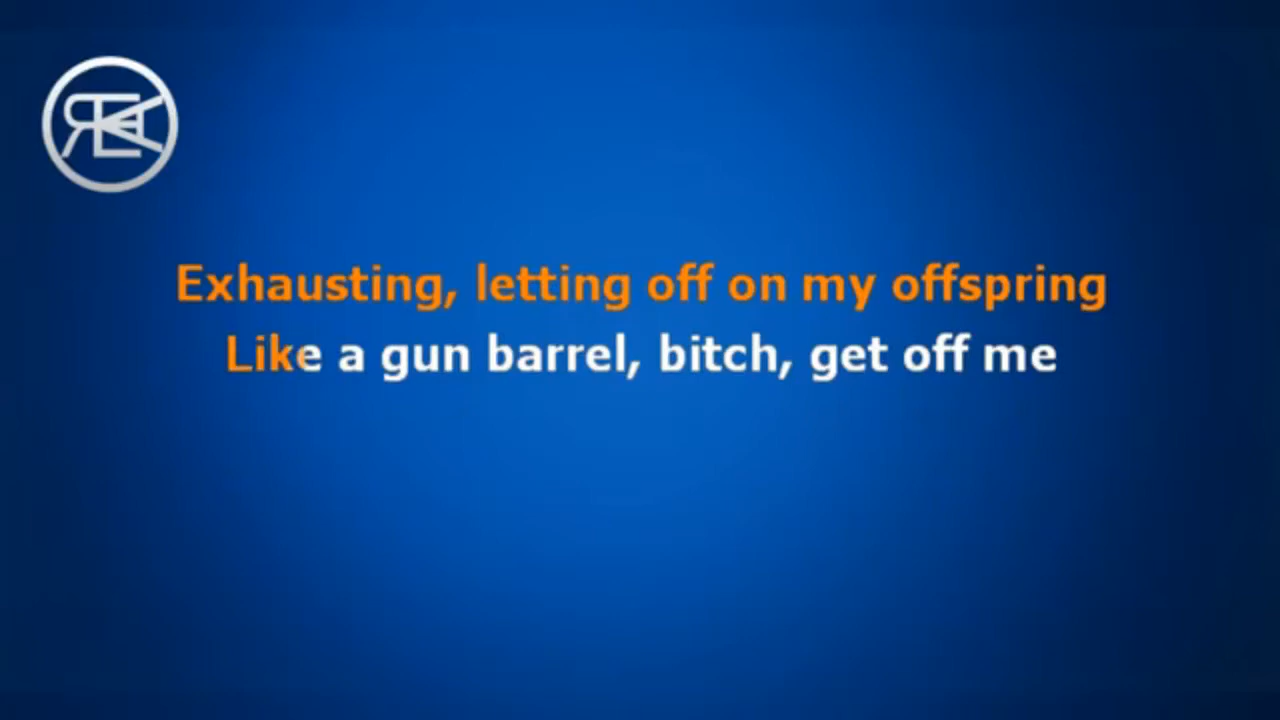 Exhausting, letting off on my offspring
Like a gun barrel, bitch, get off me